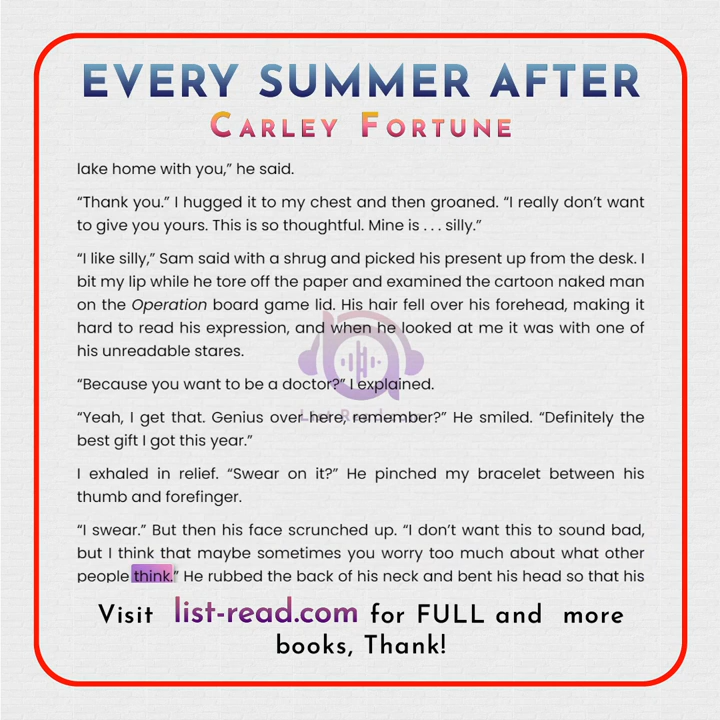 EVERY SUMMER AFTER
CARLEY FORTUNE
lake home with you,” he said.
“Thank you.” I hugged it to my chest and then groaned. “I really don’t want
to give you yours. This is so thoughtful. Mine is . . . silly.”
“I like silly,” Sam said with a shrug and picked his present up from the desk. I
bit my lip while he tore off the paper and examined the cartoon naked man
on the Operation board game lid. His hair fell over his forehead, making it
hard to read his expression, and when he looked at me it was with one of
his unreadable stares.
“Because you want to be a doctor?” I explained.
“Yeah, I get that. Genius over here, remember?” He smiled. “Definitely the
best gift I got this year.”
I exhaled in relief. “Swear on it?” He pinched my bracelet between his
thumb and forefinger.
“I swear.” But then his face scrunched up. “I don’t want this to sound bad,
but I think that maybe sometimes you worry too much about what other
people think.” He rubbed the back of his neck and bent his head so that his
Visit list-read.com for FULL and more
books, Thank!